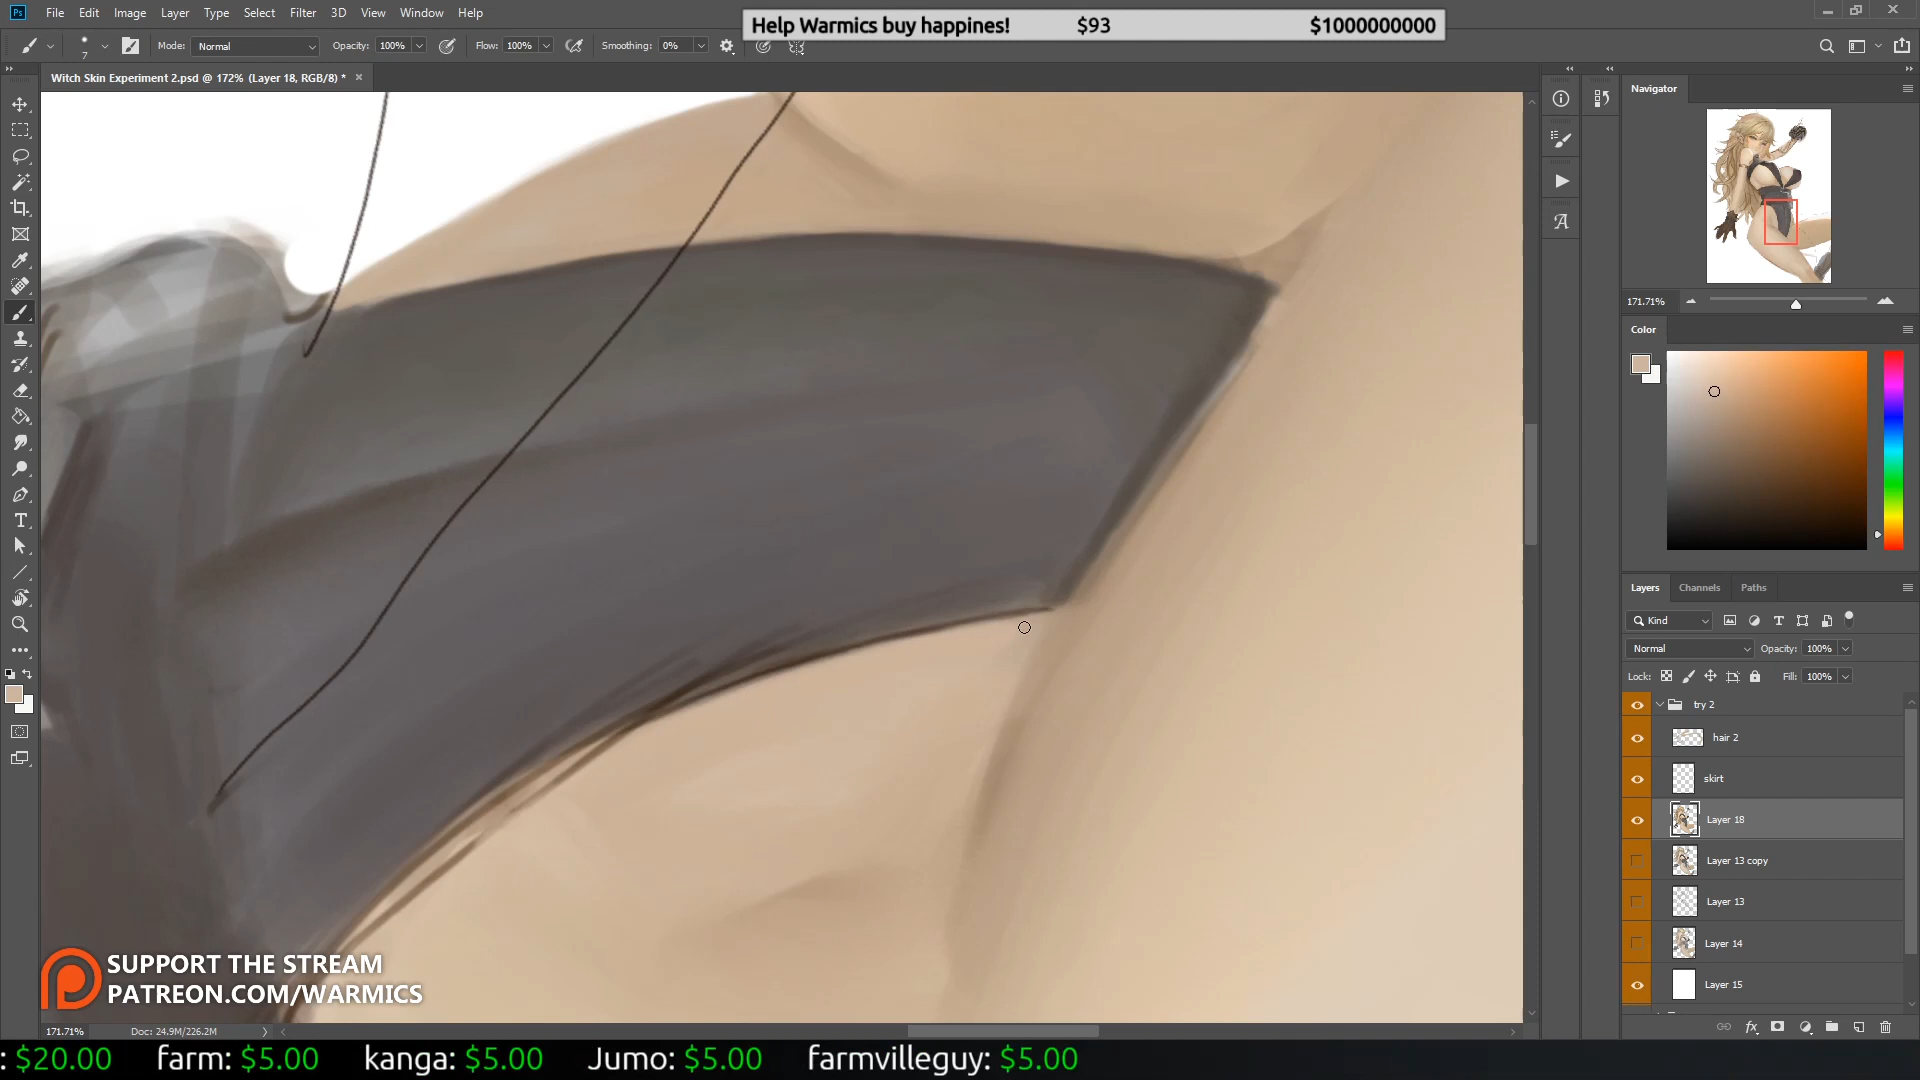 Ps File Edit Image Layer Type Select Filter 3D View Window Help
Help Warmics buy happines! $93 $1000000000
7 Mode: Normal Opacity: 100% Flow: 100% Smoothing: 0%
Witch Skin Experiment 2.psd @ 172% (Layer 18, RGB/8) * ×
Navigator
171.71%
Color
Layers Channels Paths
Kind
Normal Opacity: 100%
Lock: Fill: 100%
try 2
hair 2
skirt
Layer 18
Layer 13 copy
Layer 13
Layer 14
Layer 15
SUPPORT THE STREAM
PATREON.COM/WARMICS
171.71% Doc: 24.9M/226.2M
: $20.00 farm: $5.00 kanga: $5.00 Jumo: $5.00 farmvilleguy: $5.00